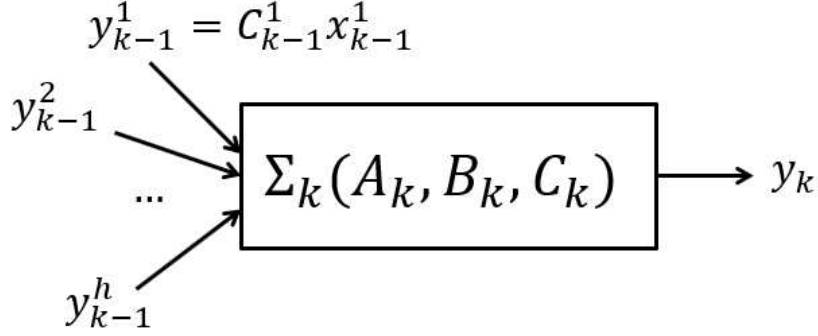 y_{k-1}^1 = C_{k-1}^1 x_{k-1}^1
y_{k-1}^2
Σ_k(A_k, B_k, C_k)
y_k
...
y_{k-1}^h